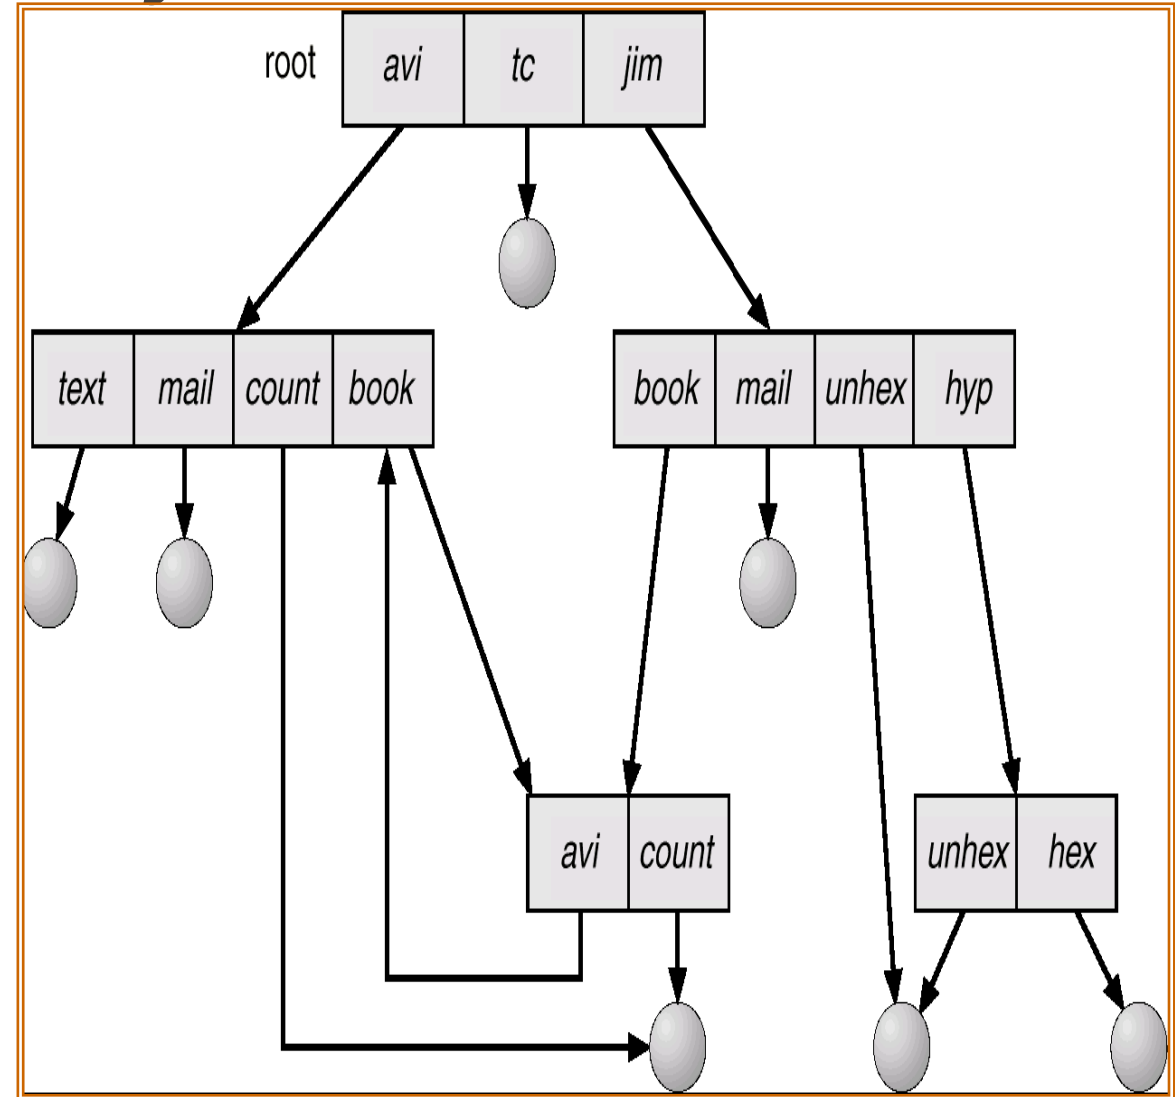 root avi tc jim
text mail count book book mail unhex hyp
avi count unhex hex